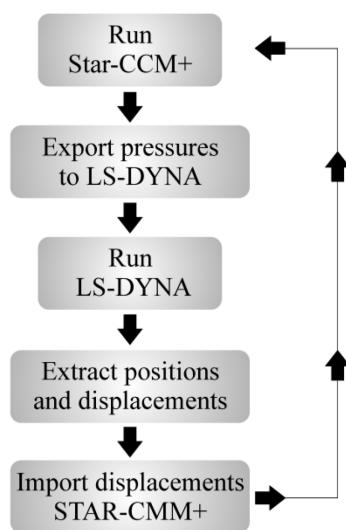 Run
Star-CCM+
Export pressures
to LS-DYNA
Run
LS-DYNA
Extract positions
and displacements
Import displacements
STAR-CMM+